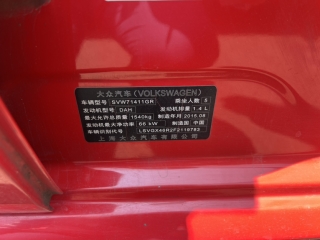 大众汽车(VOLKSWAGEN)
车辆型号 SVW71411GR 乘坐人数 5
发动机型号 DAH 发动机排量 1.4 L
最大允许总质量 1540kg 制造年月 2015.08
发动机最大净功率 66 kW 制造国 中国
车辆识别代号 LSVGX46R2F2116783
上海大众汽车有限公司